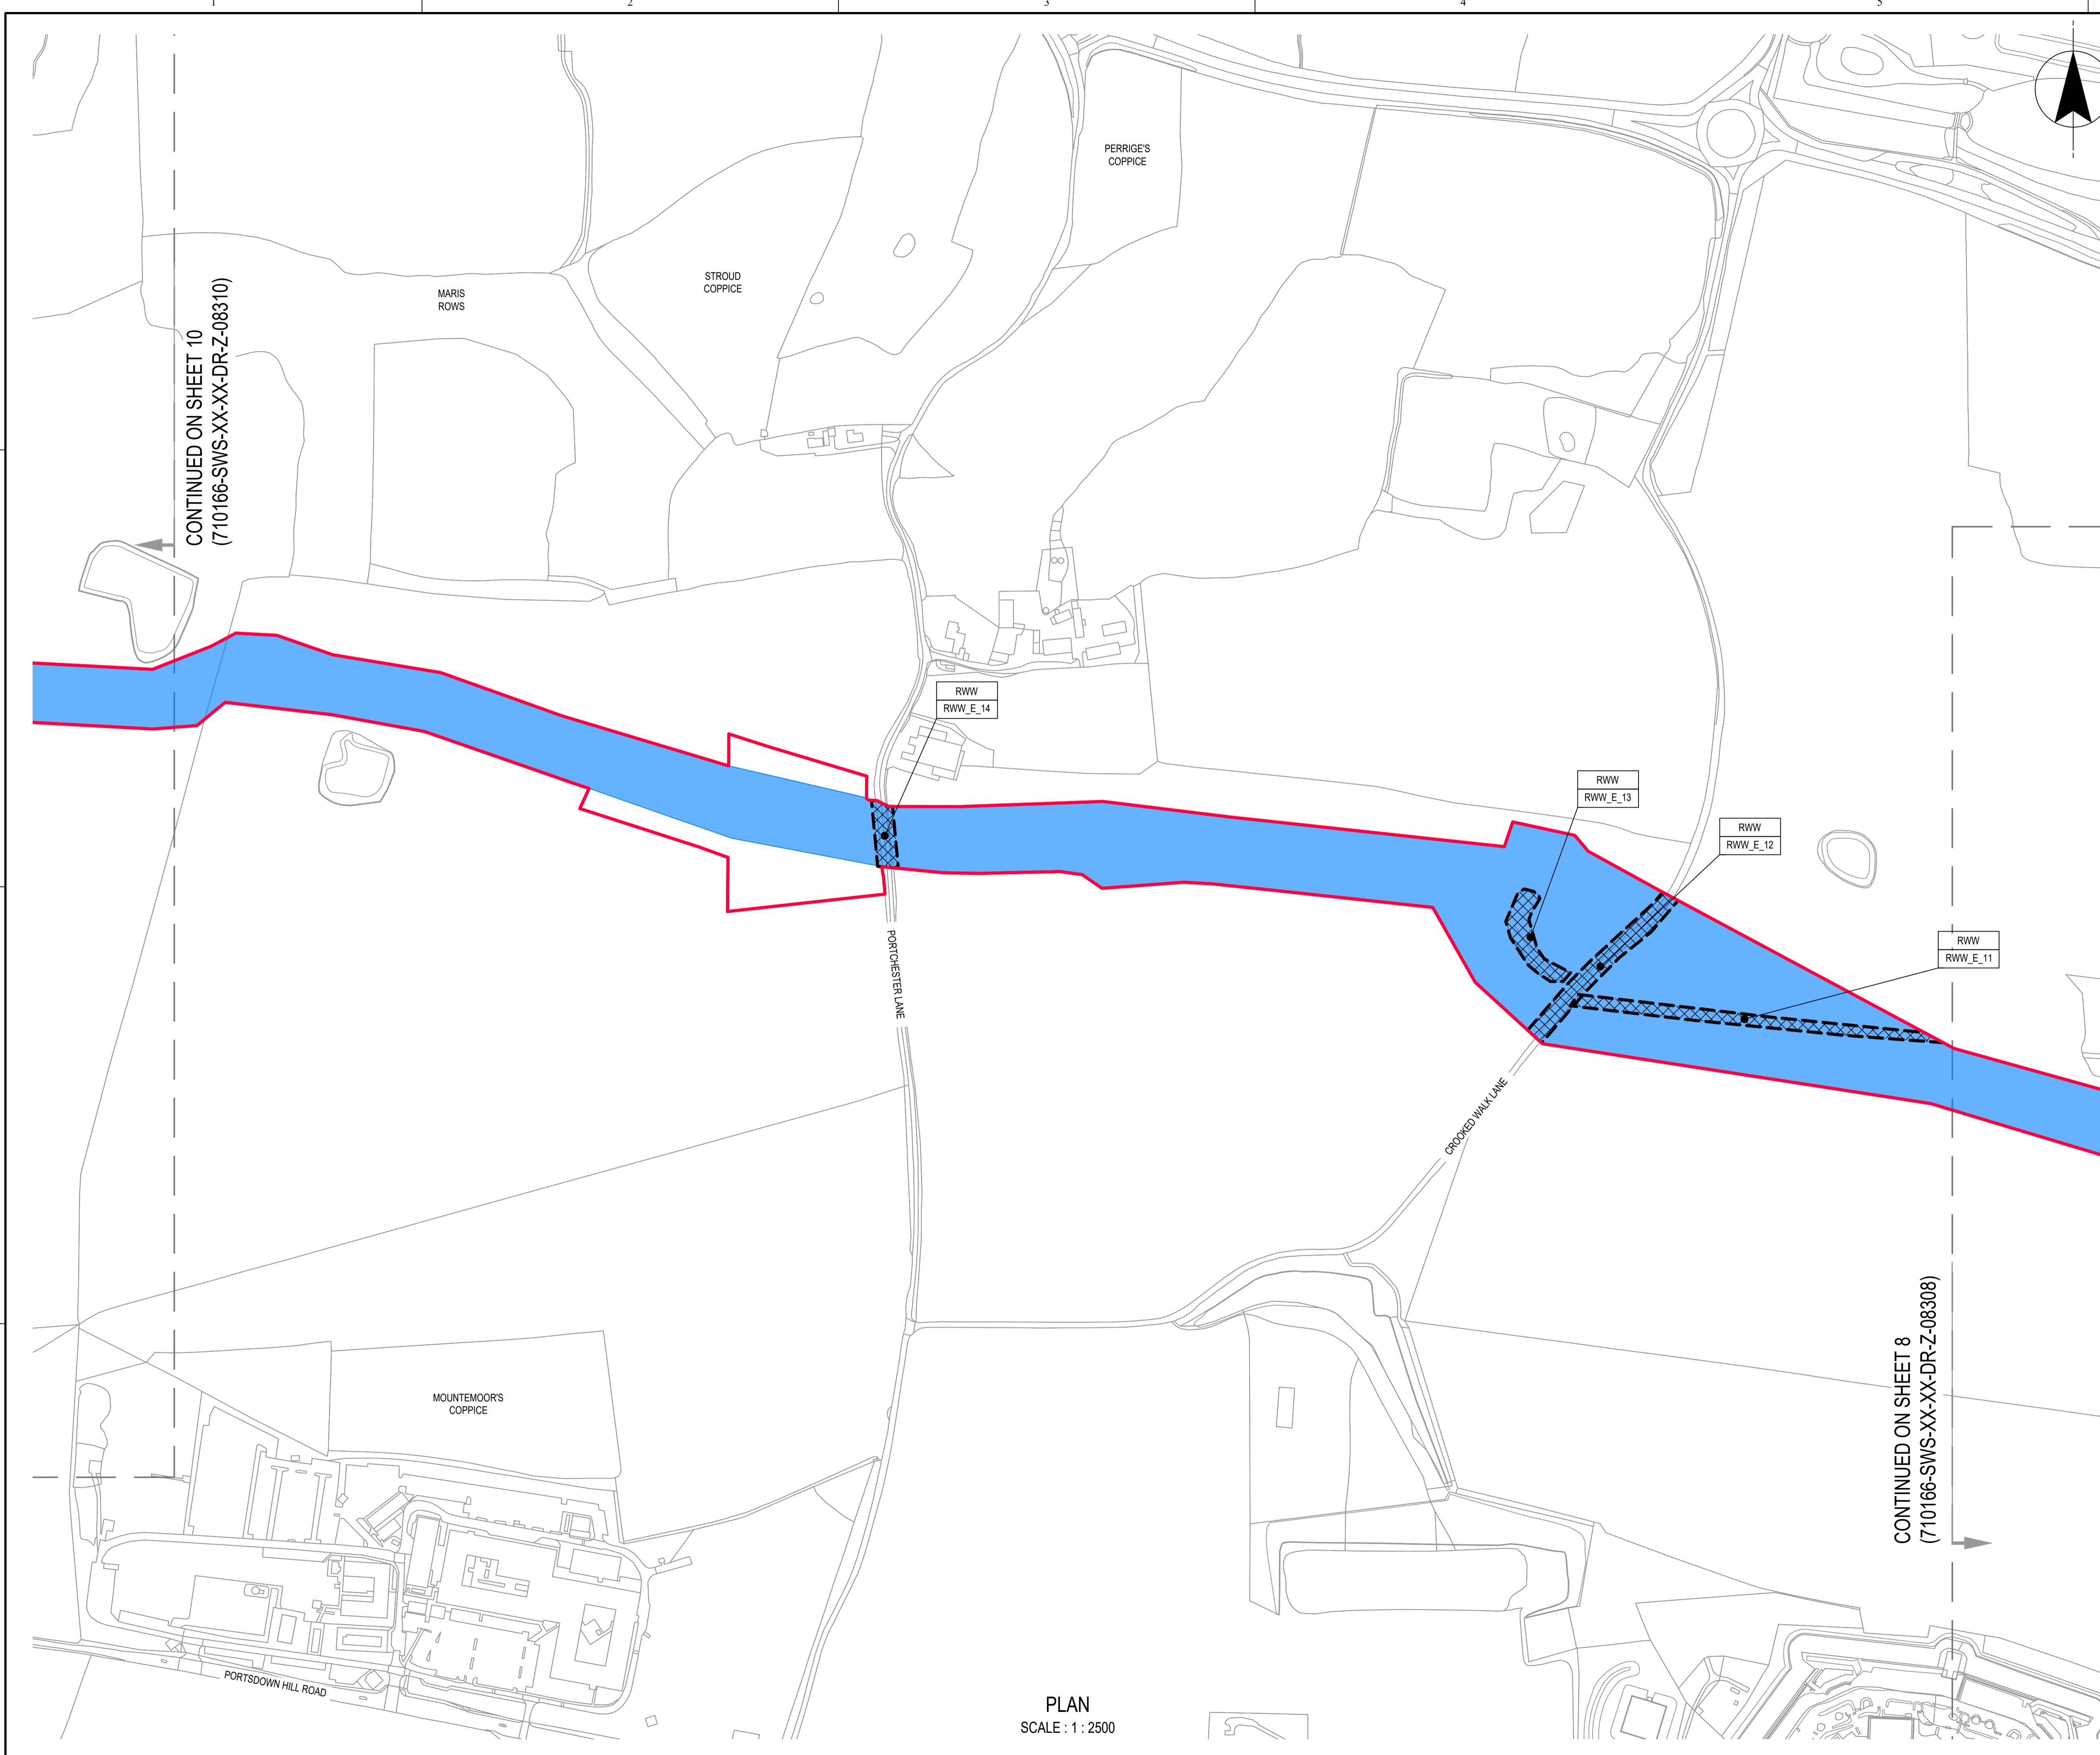 1
2
3
4
5
PERRIGE'S
COPPICE
STROUD
COPPICE
MARIS
ROWS
CONTINUED ON SHEET 10
(710166-SWS-XX-XX-DR-Z-08310)
RWW
RWW_E_14
RWW
RWW_E_13
RWW
RWW_E_12
RWW
RWW_E_11
PORTCHESTER LANE
CROOKED WALK LANE
CONTINUED ON SHEET 8
(710166-SWS-XX-XX-DR-Z-08308)
MOUNTEMOOR'S
COPPICE
PORTSDOWN HILL ROAD
PLAN
SCALE : 1 : 2500